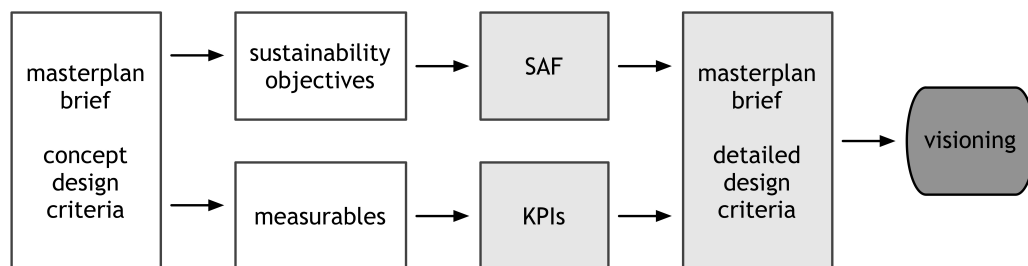 masterplan
brief
concept
design
criteria
sustainability
objectives
measurables
SAF
KPIs
masterplan
brief
detailed
design
criteria
visioning